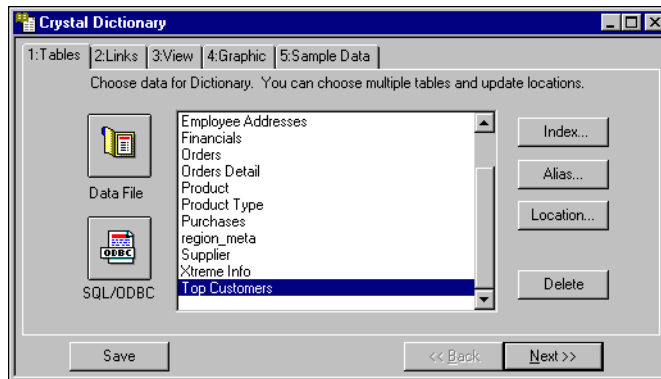 Crystal Dictionary
1:Tables 2:Links 3:View 4:Graphic 5:Sample Data
Choose data for Dictionary. You can choose multiple tables and update locations.
Data File
ODBC
SQL/ODBC
Employee Addresses
Financials
Orders
Orders Detail
Product
Product Type
Purchases
region_meta
Supplier
Xtreme Info
Top Customers
Index...
Alias...
Location...
Delete
Save
<< Back
Next >>